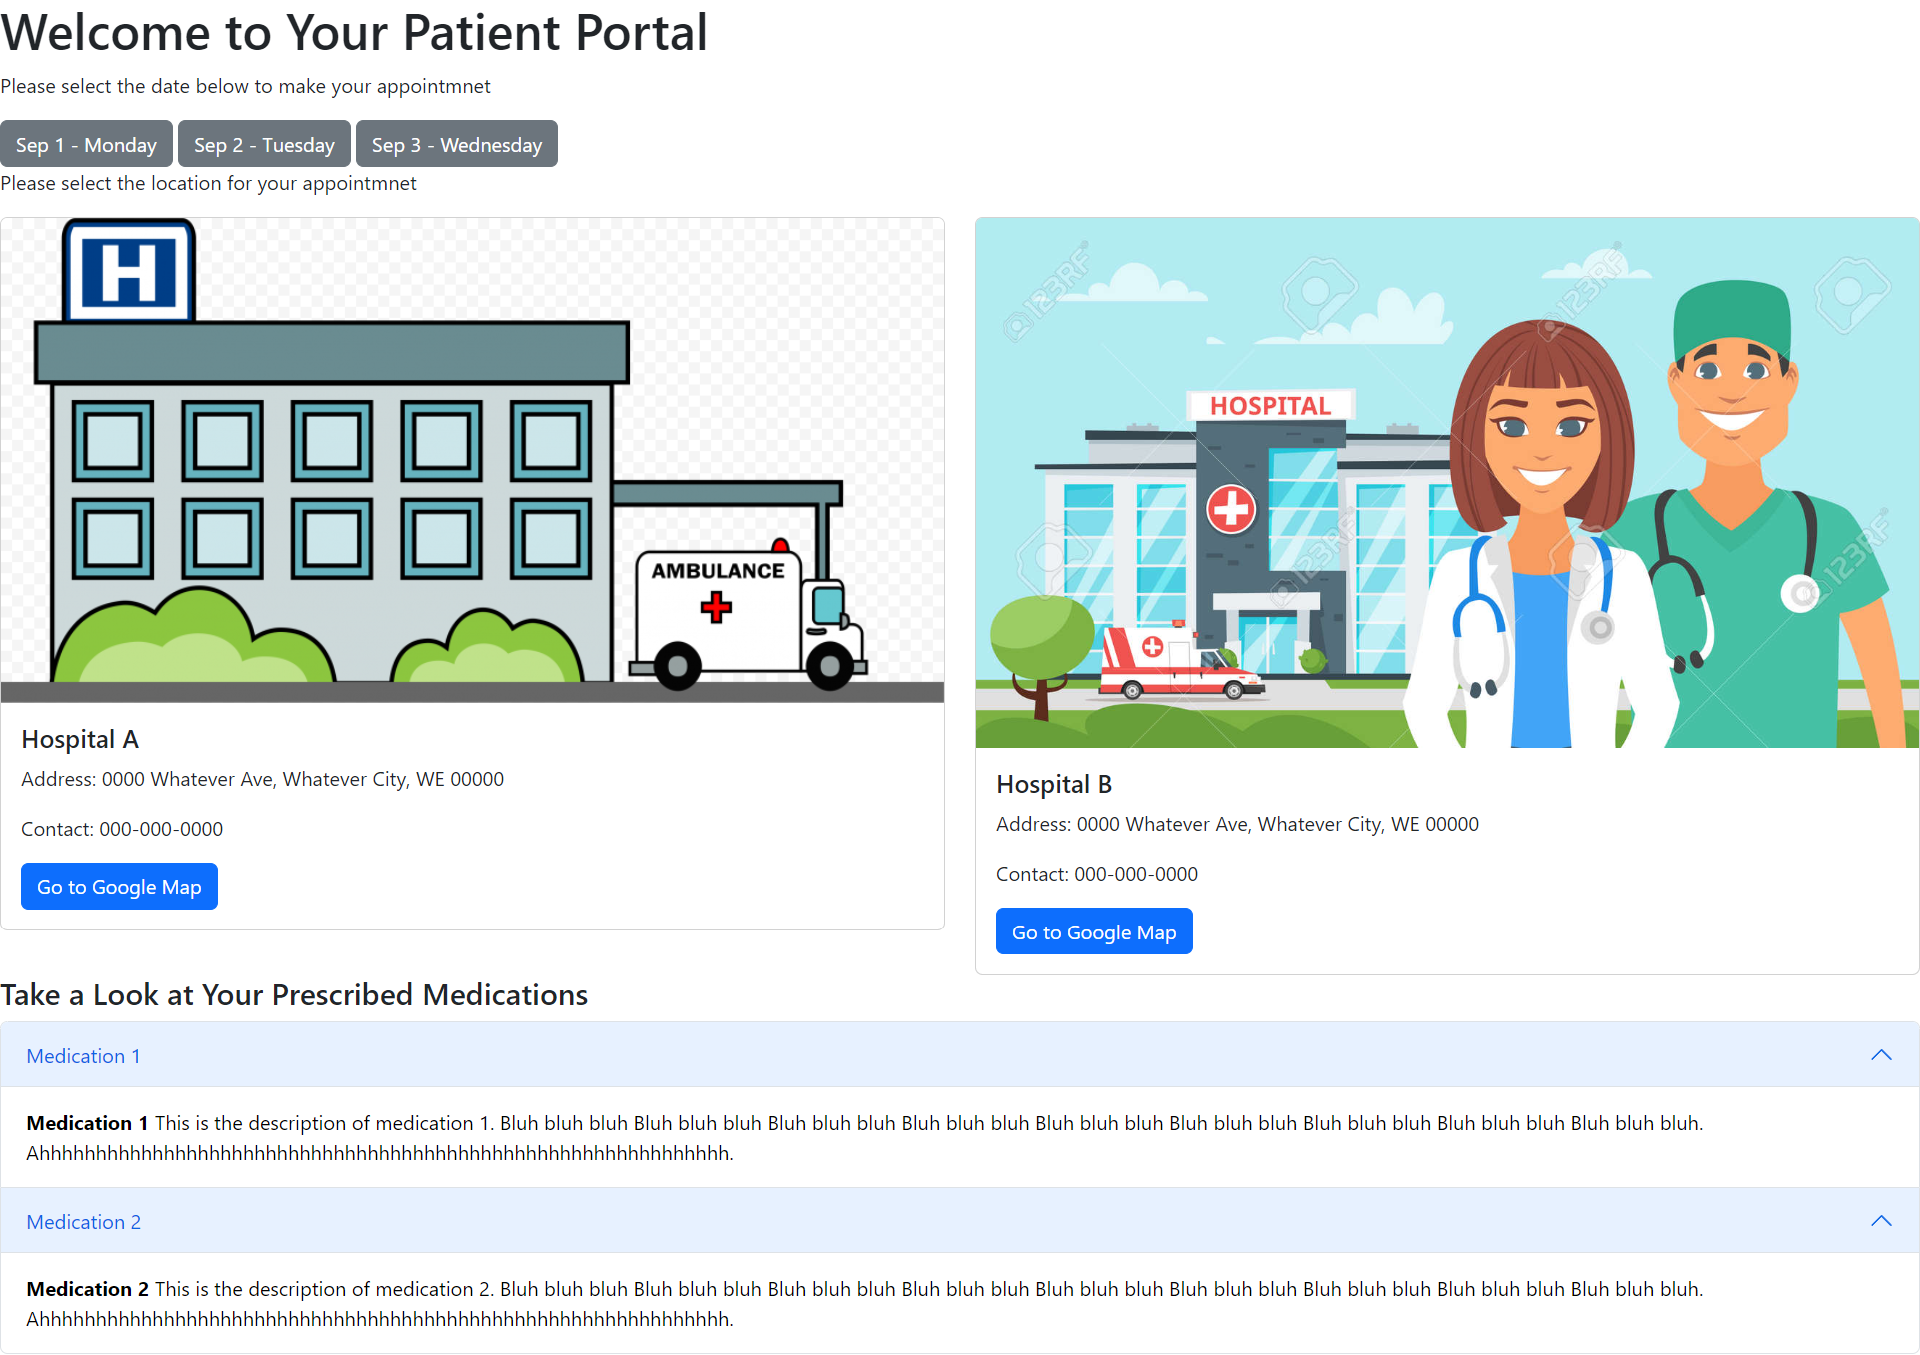 Welcome to Your Patient Portal
Please select the date below to make your appointmnet
Sep 1 - Monday
Sep 2 - Tuesday
Sep 3 - Wednesday
Please select the location for your appointmnet
H
AMBULANCE
Hospital A
Address: 0000 Whatever Ave, Whatever City, WE 00000
Contact: 000-000-0000
Go to Google Map
123RF
123RF
HOSPITAL
123RF
123RF
Hospital B
Address: 0000 Whatever Ave, Whatever City, WE 00000
Contact: 000-000-0000
Go to Google Map
Take a Look at Your Prescribed Medications
Medication 1
Medication 1 This is the description of medication 1. Bluh bluh bluh Bluh bluh bluh Bluh bluh bluh Bluh bluh bluh Bluh bluh bluh Bluh bluh bluh Bluh bluh bluh Bluh bluh bluh Bluh bluh bluh.
Ahhhhhhhhhhhhhhhhhhhhhhhhhhhhhhhhhhhhhhhhhhhhhhhhhhhhhhhhhhhhh.
Medication 2
Medication 2 This is the description of medication 2. Bluh bluh bluh Bluh bluh bluh Bluh bluh bluh Bluh bluh bluh Bluh bluh bluh Bluh bluh bluh Bluh bluh bluh Bluh bluh bluh Bluh bluh bluh.
Ahhhhhhhhhhhhhhhhhhhhhhhhhhhhhhhhhhhhhhhhhhhhhhhhhhhhhhhhhhhhh.